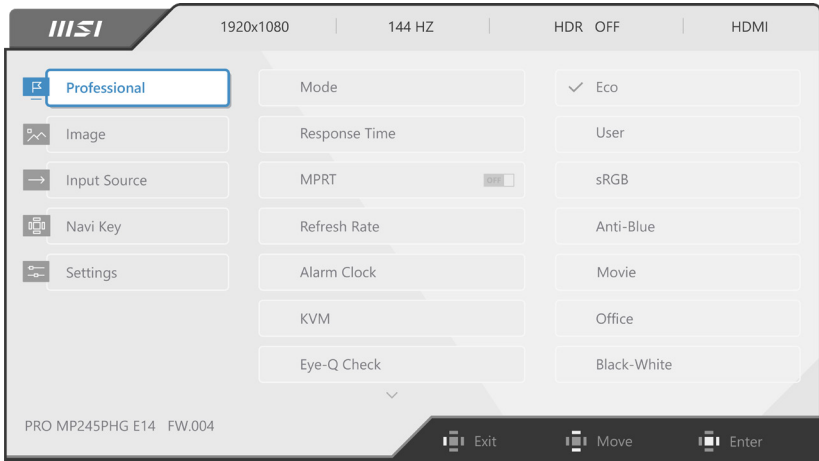 msi
1920x1080 144 HZ HDR OFF HDMI
Professional Mode Eco
Image Response Time User
Input Source MPRT OFF sRGB
Navi Key Refresh Rate Anti-Blue
Settings Alarm Clock Movie
KVM Office
Eye-Q Check Black-White
PRO MP245PHG E14 FW.004
Exit Move Enter